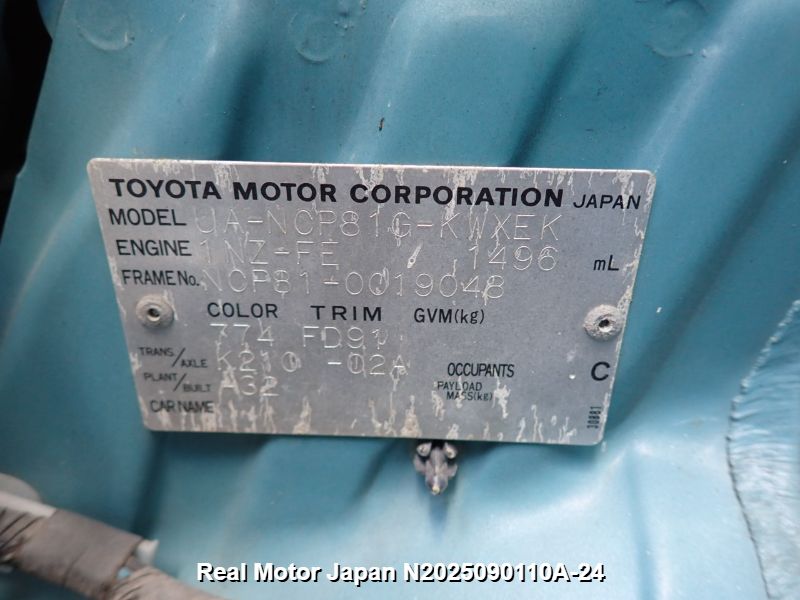 TOYOTA MOTOR CORPORATION JAPAN
MODEL UA-NCP81G-KWXEK
ENGINE 1NZ-FE / 1496 mL
FRAME No. NCP81-0019048
COLOR TRIM GVM(kg)
774 FD91
TRANS/AXLE K210 -02A OCCUPANTS C
PLANT/BUILT A32 PAYLOAD MASS(kg)
CAR NAME
Real Motor Japan N2025090110A-24